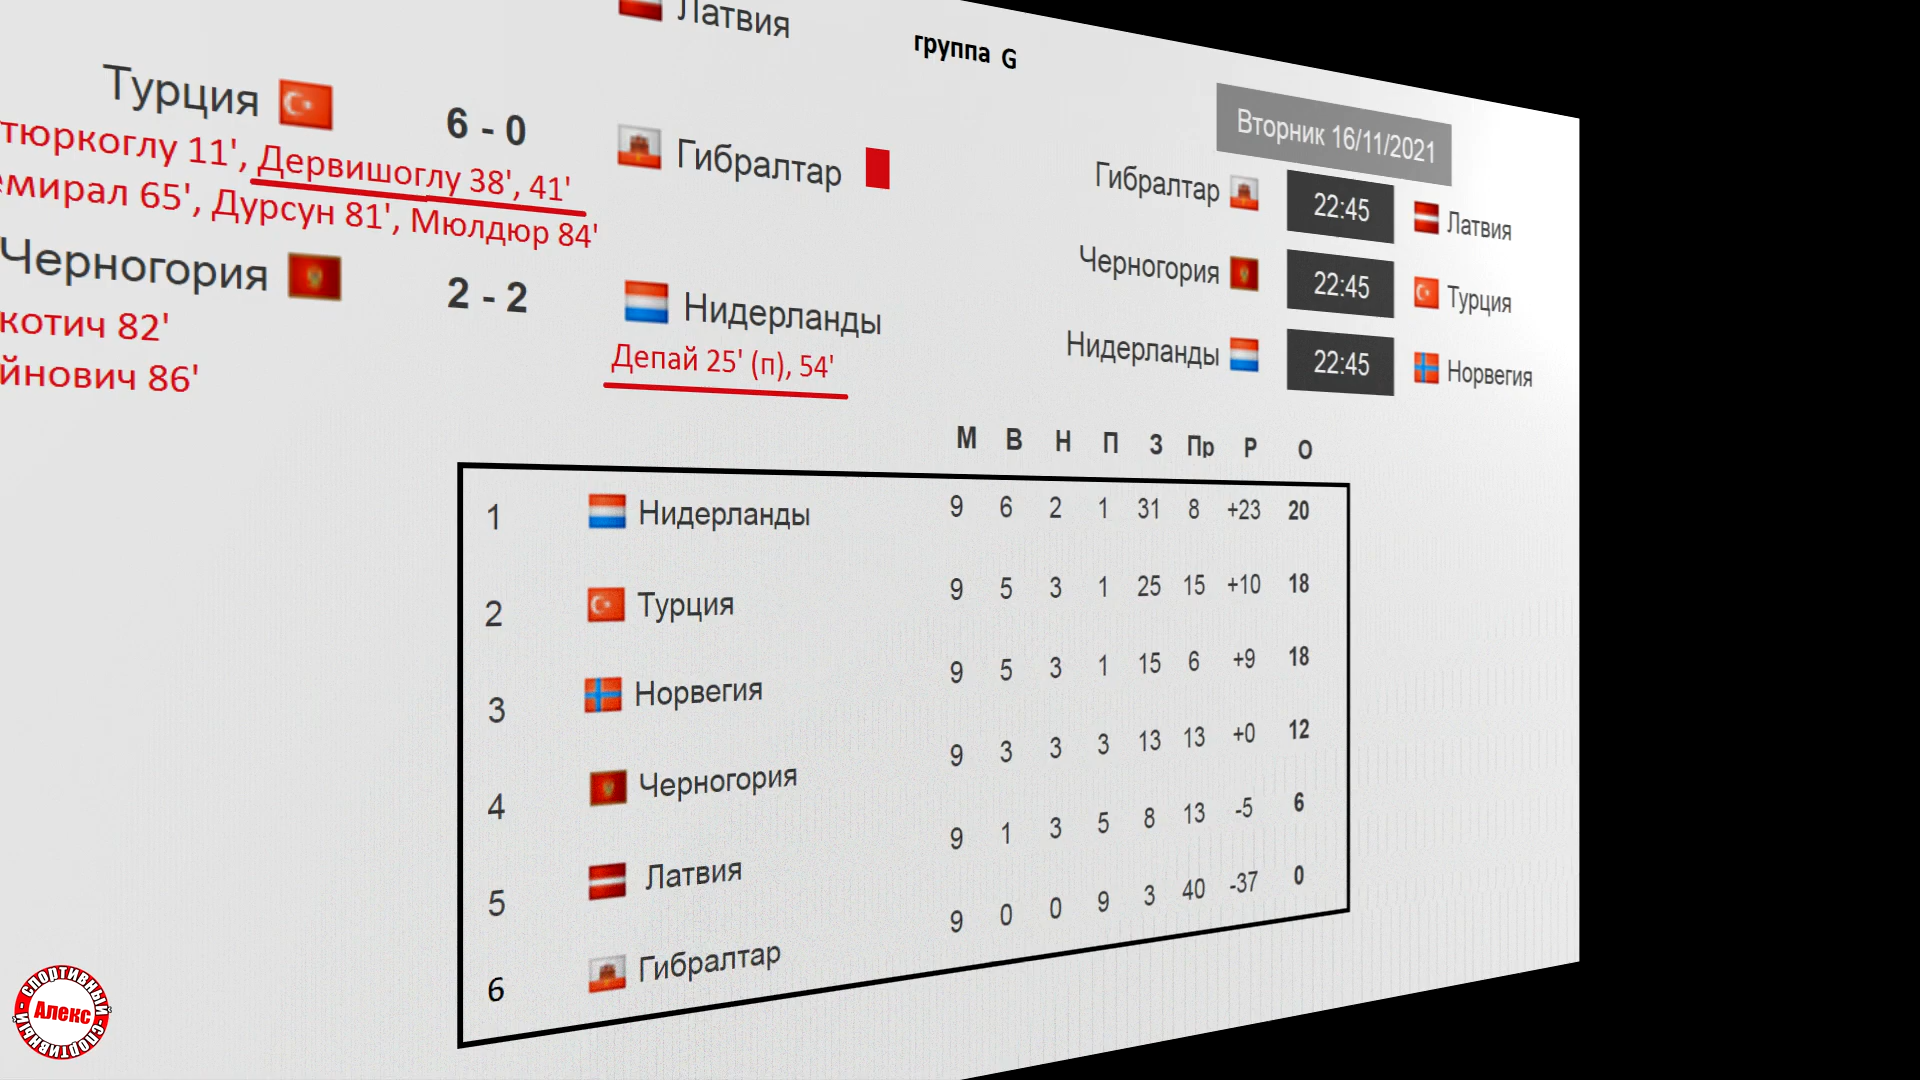 Латвия
группа G
Турция 6 - 0 Гибралтар
тюркоглу 11', Дервишоглу 38', 41'
емирал 65', Дурсун 81', Мюлдюр 84'
Черногория 2 - 2 Нидерланды
котич 82'
йнович 86'
Депай 25' (п), 54'
Вторник 16/11/2021
Гибралтар 22:45 Латвия
Черногория 22:45 Турция
Нидерланды 22:45 Норвегия
М В Н П З Пр Р О
1 Нидерланды 9 6 2 1 31 8 +23 20
2 Турция 9 5 3 1 25 15 +10 18
3 Норвегия 9 5 3 1 15 6 +9 18
4 Черногория 9 3 3 3 13 13 +0 12
5 Латвия 9 1 3 5 8 13 -5 6
6 Гибралтар 9 0 0 9 3 40 -37 0
СПОРТИВНЫЙ
Алекс
СПОРТИВНЫЙ